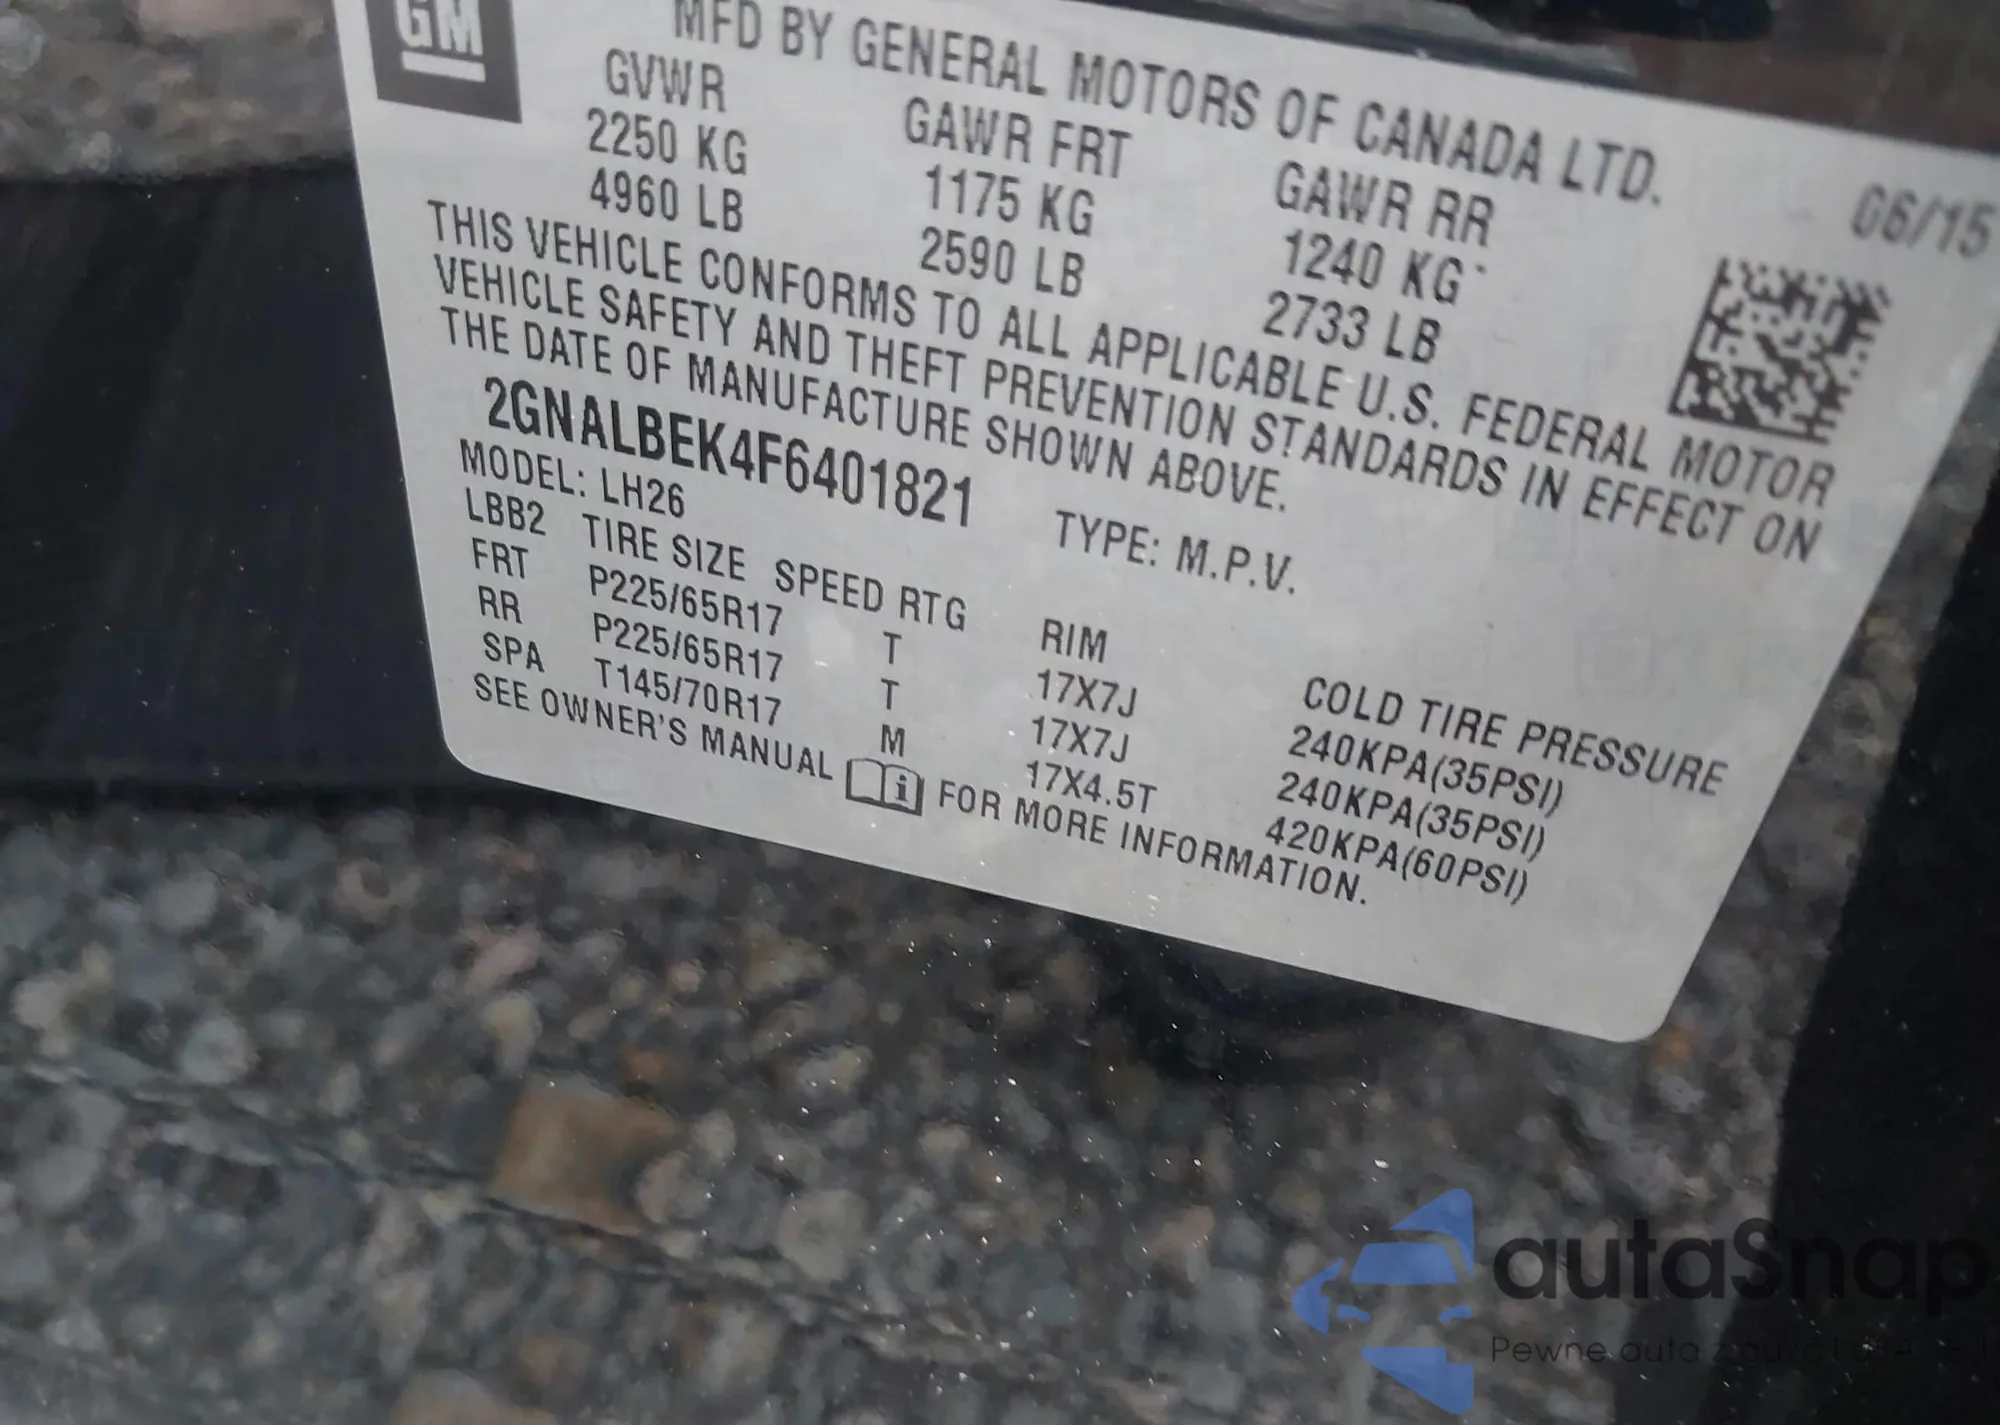 GM
MFD BY GENERAL MOTORS OF CANADA LTD.
06/15
GVWR GAWR FRT GAWR RR
2250 KG 1175 KG 1240 KG
4960 LB 2590 LB 2733 LB
THIS VEHICLE CONFORMS TO ALL APPLICABLE U.S. FEDERAL MOTOR
VEHICLE SAFETY AND THEFT PREVENTION STANDARDS IN EFFECT ON
THE DATE OF MANUFACTURE SHOWN ABOVE.
2GNALBEK4F6401821 TYPE: M.P.V.
MODEL: LH26
LBB2 TIRE SIZE SPEED RTG RIM COLD TIRE PRESSURE
FRT P225/65R17 T 17X7J 240KPA(35PSI)
RR P225/65R17 T 17X7J 240KPA(35PSI)
SPA T145/70R17 M 17X4.5T 420KPA(60PSI)
SEE OWNER'S MANUAL FOR MORE INFORMATION.
autaSnap
Pewne auta z